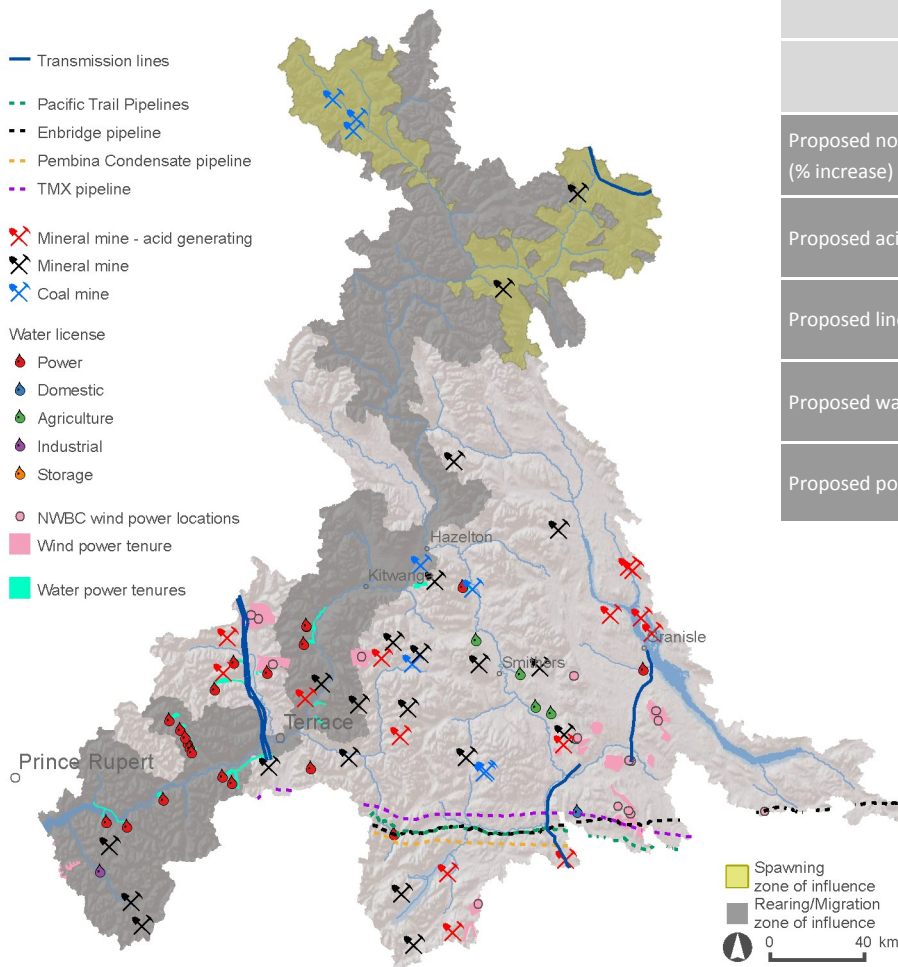 Transmission lines
Pacific Trail Pipelines
Enbridge pipeline
Pembina Condensate pipeline
TMX pipeline
Mineral mine - acid generating
Mineral mine
Coal mine
Water license
Power
Domestic
Agriculture
Industrial
Storage
NWBC wind power locations
Wind power tenure
Water power tenures
Proposed no
(% increase)
Proposed aci
Proposed line
Proposed wa
Proposed po
Hazelton
Kitwanga
Granisle
Smithers
Terrace
Prince Rupert
Spawning
zone of influence
Rearing/Migration
zone of influence
0 40 km